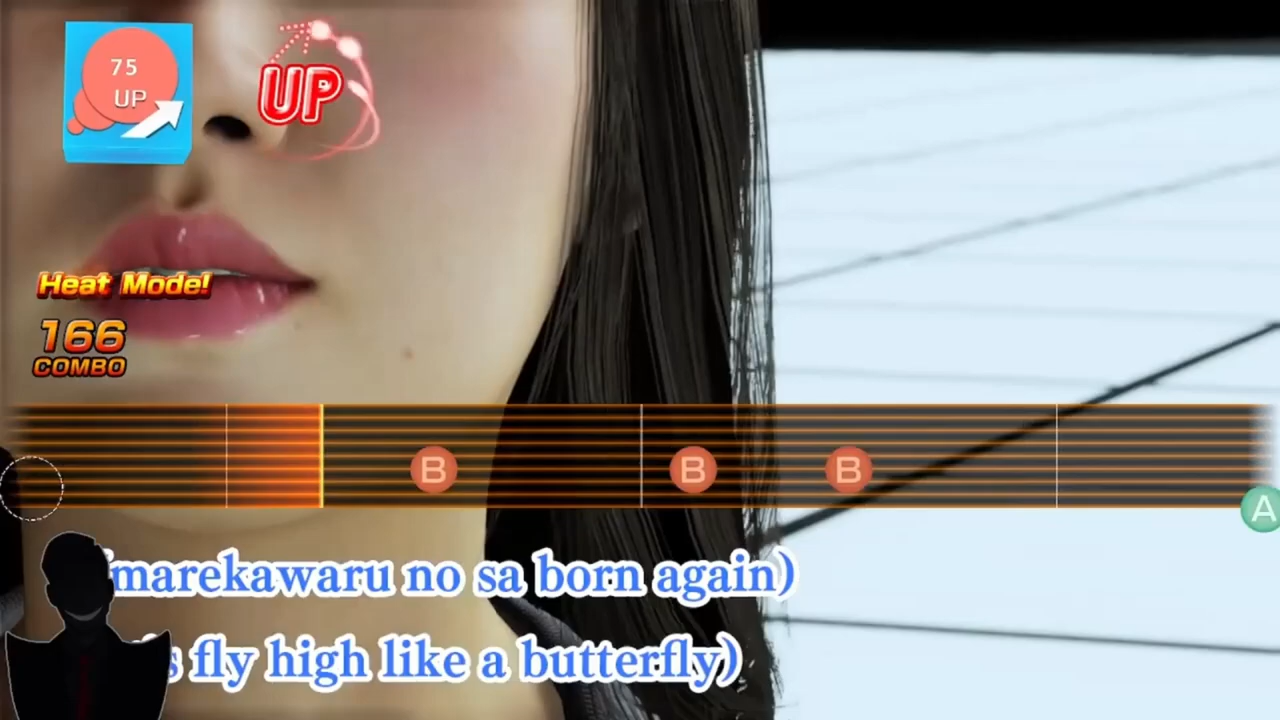 75
UP
UP
Heat Mode!
166
COMBO
B B B
A
marekawaru no sa born again)
fly high like a butterfly)